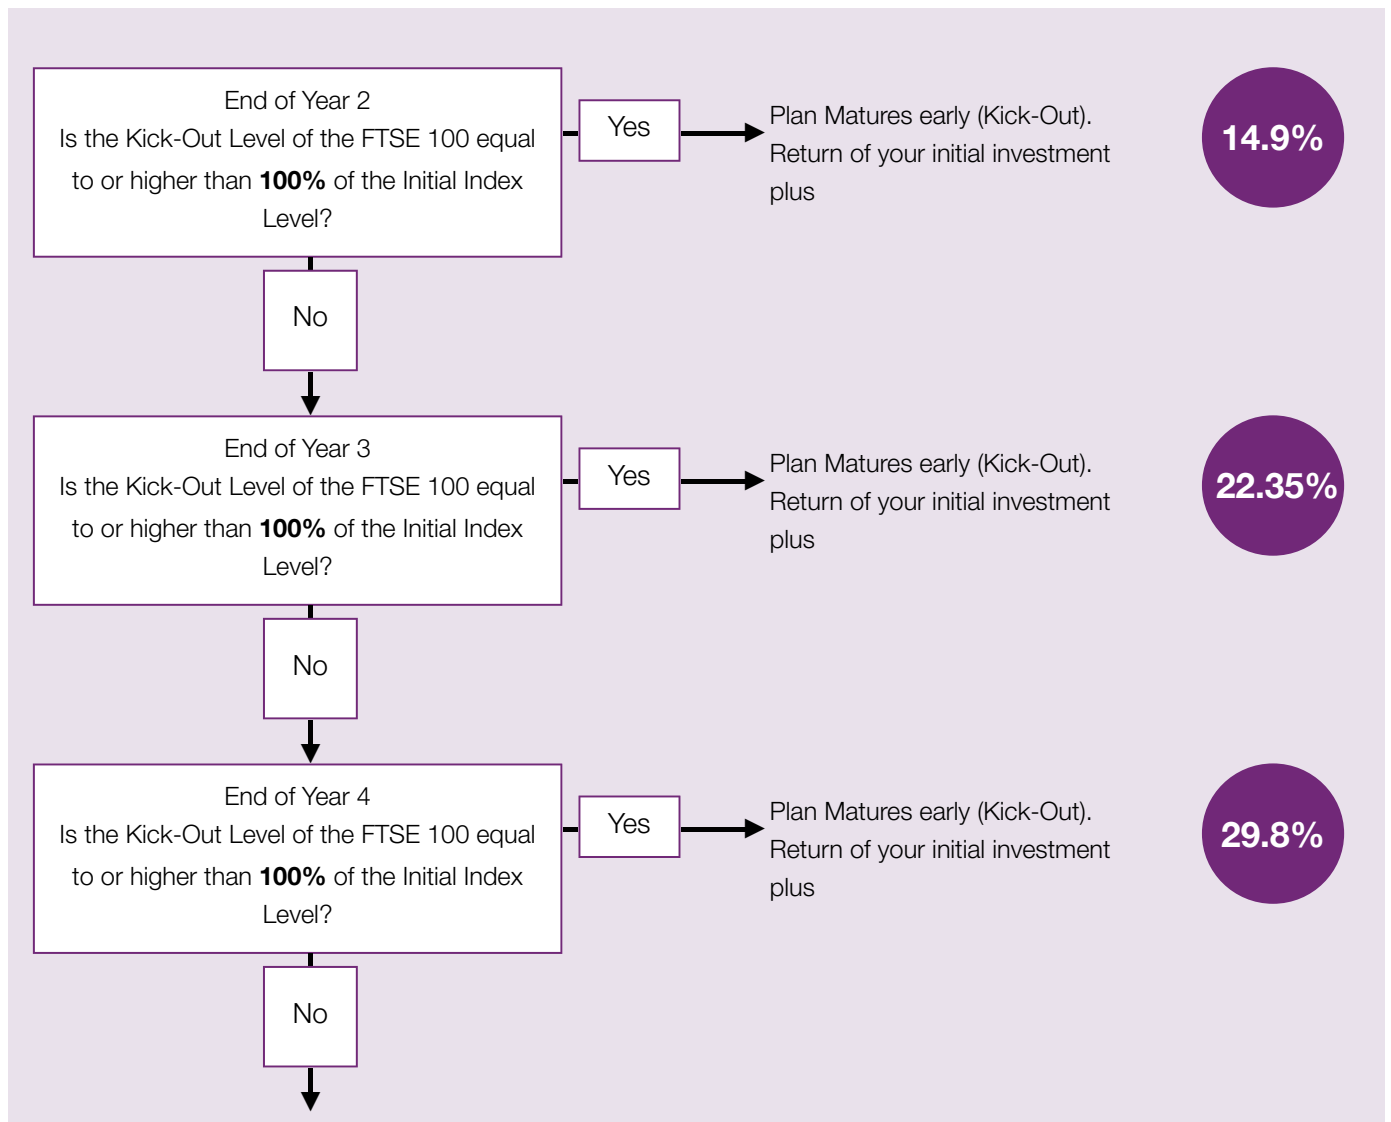 End of Year 2
Is the Kick-Out Level of the FTSE 100 equal
to or higher than 100% of the Initial Index
Level?
Yes
Plan Matures early (Kick-Out).
Return of your initial investment
plus
14.9%
No
End of Year 3
Is the Kick-Out Level of the FTSE 100 equal
to or higher than 100% of the Initial Index
Level?
Yes
Plan Matures early (Kick-Out).
Return of your initial investment
plus
22.35%
No
End of Year 4
Is the Kick-Out Level of the FTSE 100 equal
to or higher than 100% of the Initial Index
Level?
Yes
Plan Matures early (Kick-Out).
Return of your initial investment
plus
29.8%
No